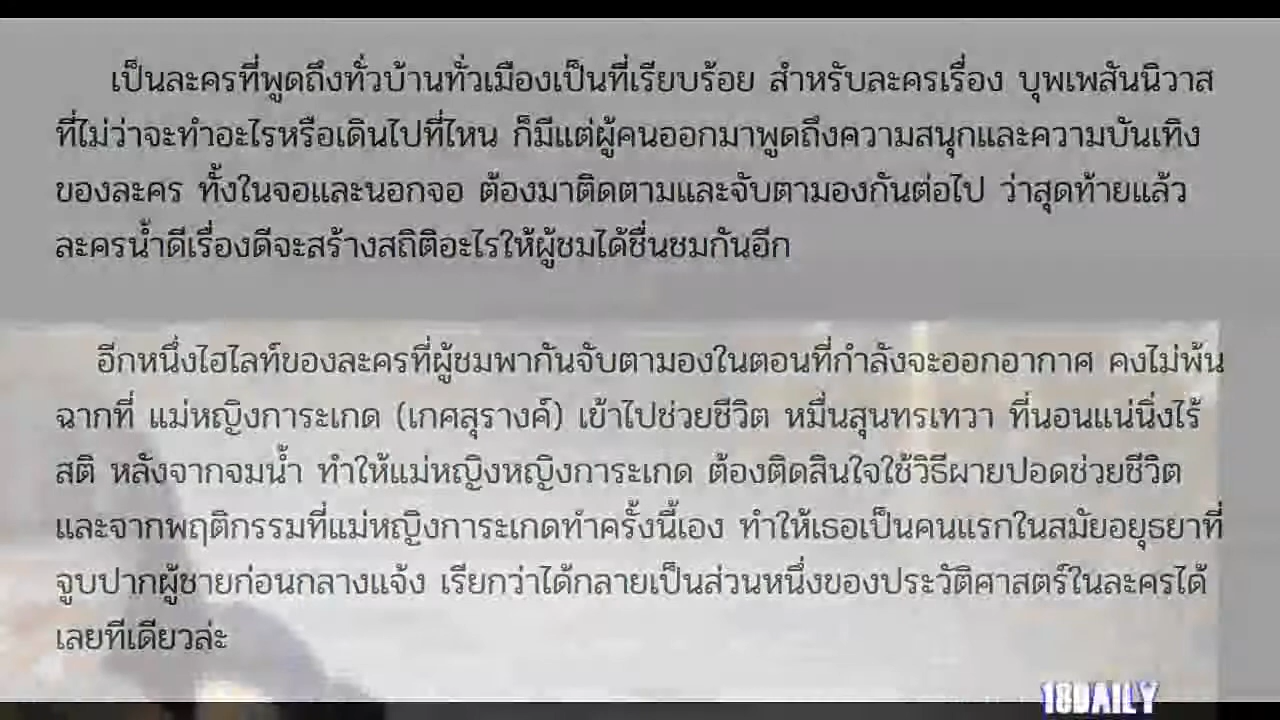 เป็นละครที่พูดถึงทั่วบ้านทั่วเมืองเป็นที่เรียบร้อย สำหรับละครเรื่อง บุพเพสันนิวาส
ที่ไม่ว่าจะทำอะไรหรือเดินไปที่ไหน ก็มีแต่ผู้คนออกมาพูดถึงความสนุกและความบันเทิง
ของละคร ทั้งในจอและนอกจอ ต้องมาติดตามและจับตามองกันต่อไป ว่าสุดท้ายแล้ว
ละครน้ำดีเรื่องดีจะสร้างสถิติอะไรให้ผู้ชมได้ชื่นชมกันอีก
อีกหนึ่งไฮไลท์ของละครที่ผู้ชมพากันจับตามองในตอนที่กำลังจะออกอากาศ คงไม่พ้น
ฉากที่ แม่หญิงการะเกด (เกศสุรางค์) เข้าไปช่วยชีวิต หมื่นสุนทรเทวา ที่นอนแน่นิ่งไร้
สติ หลังจากจมน้ำ ทำให้แม่หญิงหญิงการะเกด ต้องติดสินใจใช้วิธีผายปอดช่วยชีวิต
และจากพฤติกรรมที่แม่หญิงการะเกดทำครั้งนี้เอง ทำให้เธอเป็นคนแรกในสมัยอยุธยาที่
จูบปากผู้ชายก่อนกลางแจ้ง เรียกว่าได้กลายเป็นส่วนหนึ่งของประวัติศาสตร์ในละครได้
เลยทีเดียวล่ะ
18DAILY